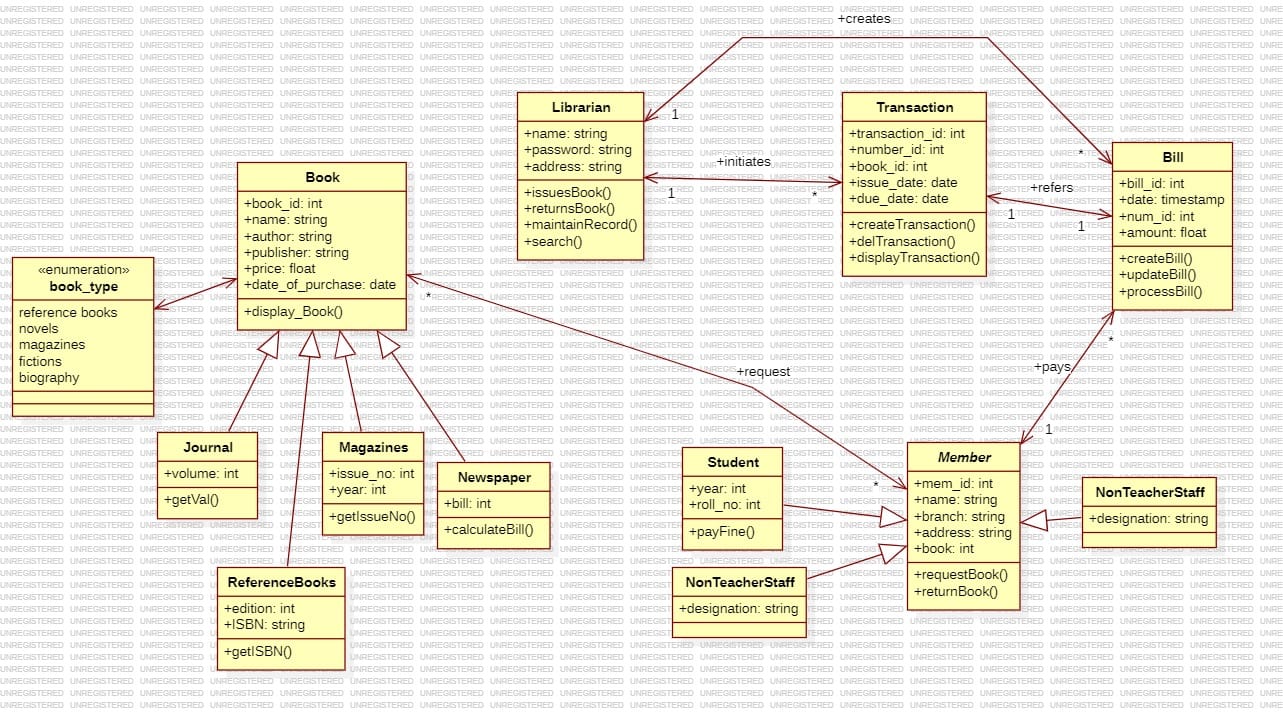 +creates
Librarian
+name: string
+password: string
+address: string
+issuesBook()
+returnsBook()
+maintainRecord()
+search()
1
+initiates
1
*
Transaction
+transaction_id: int
+number_id: int
+book_id: int
+issue_date: date
+due_date: date
+createTransaction()
+delTransaction()
+displayTransaction()
*
+refers
1
1
Bill
+bill_id: int
+date: timestamp
+num_id: int
+amount: float
+createBill()
+updateBill()
+processBill()
*
+pays
1
Book
+book_id: int
+name: string
+author: string
+publisher: string
+price: float
+date_of_purchase: date
+display_Book()
«enumeration»
book_type
reference books
novels
magazines
fictions
biography
*
+request
*
Journal
+volume: int
+getVal()
Magazines
+issue_no: int
+year: int
+getIssueNo()
Newspaper
+bill: int
+calculateBill()
ReferenceBooks
+edition: int
+ISBN: string
+getISBN()
Student
+year: int
+roll_no: int
+payFine()
NonTeacherStaff
+designation: string
Member
+mem_id: int
+name: string
+branch: string
+address: string
+book: int
+requestBook()
+returnBook()
NonTeacherStaff
+designation: string
UNREGISTERED